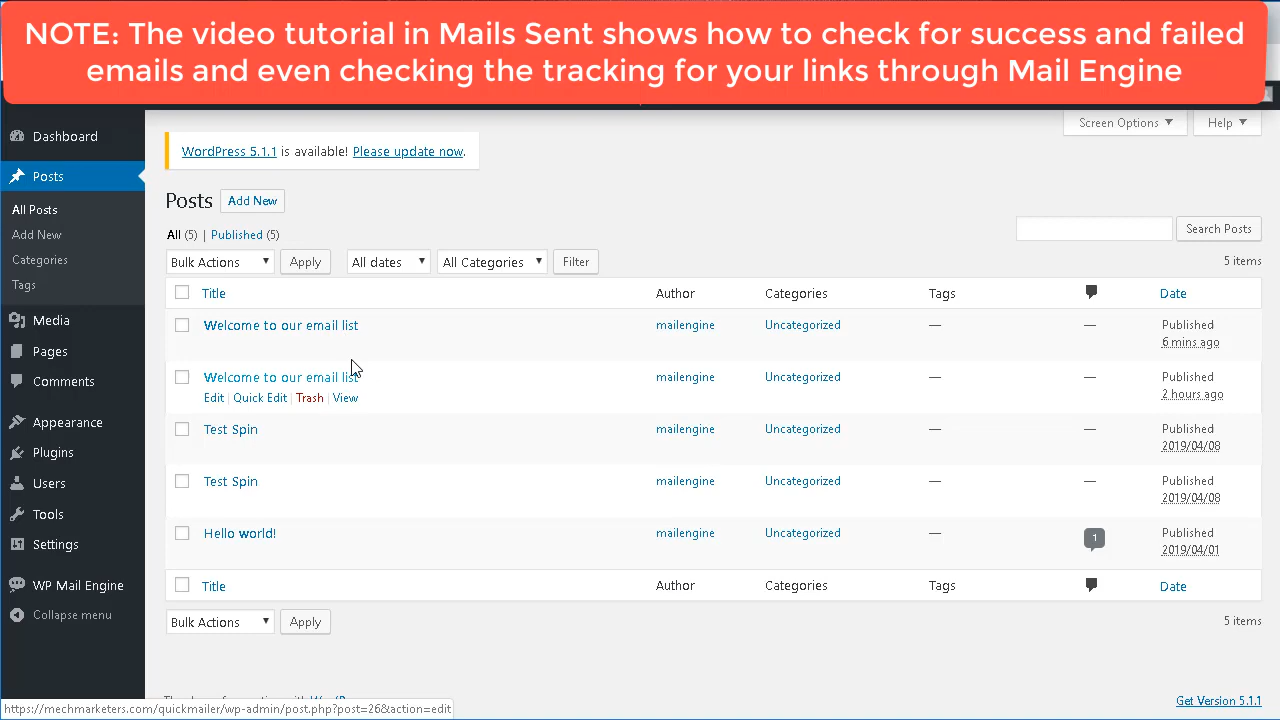 NOTE: The video tutorial in Mails Sent shows how to check for success and failed
emails and even checking the tracking for your links through Mail Engine
Screen Options ▼
Help ▼
Dashboard
Posts
All Posts
Add New
Categories
Tags
Media
Pages
Comments
Appearance
Plugins
Users
Tools
Settings
WP Mail Engine
Collapse menu
WordPress 5.1.1 is available! Please update now.
Posts Add New
All (5) | Published (5)
Search Posts
Bulk Actions Apply All dates All Categories Filter
5 items
Title Author Categories Tags Date
Welcome to our email list mailengine Uncategorized — — Published
6 mins ago
Welcome to our email list mailengine Uncategorized — — Published
Edit | Quick Edit | Trash | View 2 hours ago
Test Spin mailengine Uncategorized — — Published
2019/04/08
Test Spin mailengine Uncategorized — — Published
2019/04/08
Hello world! mailengine Uncategorized — 1 Published
2019/04/01
Title Author Categories Tags Date
Bulk Actions Apply
5 items
https://mechmarketers.com/quickmailer/wp-admin/post.php?post=26&action=edit
Get Version 5.1.1